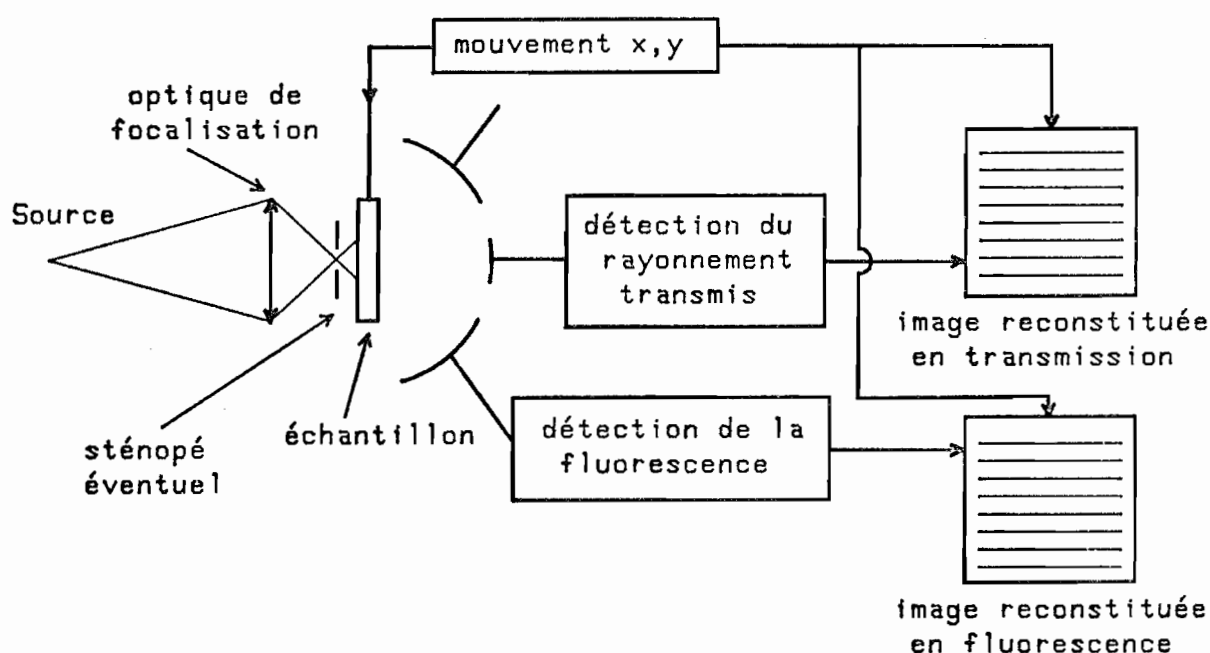 mouvement x,y
optique de
focalisation
Source
détection du
rayonnement
transmis
image reconstituée
en transmission
échantillon
sténopé
éventuel
détection de la
fluorescence
image reconstituée
en fluorescence